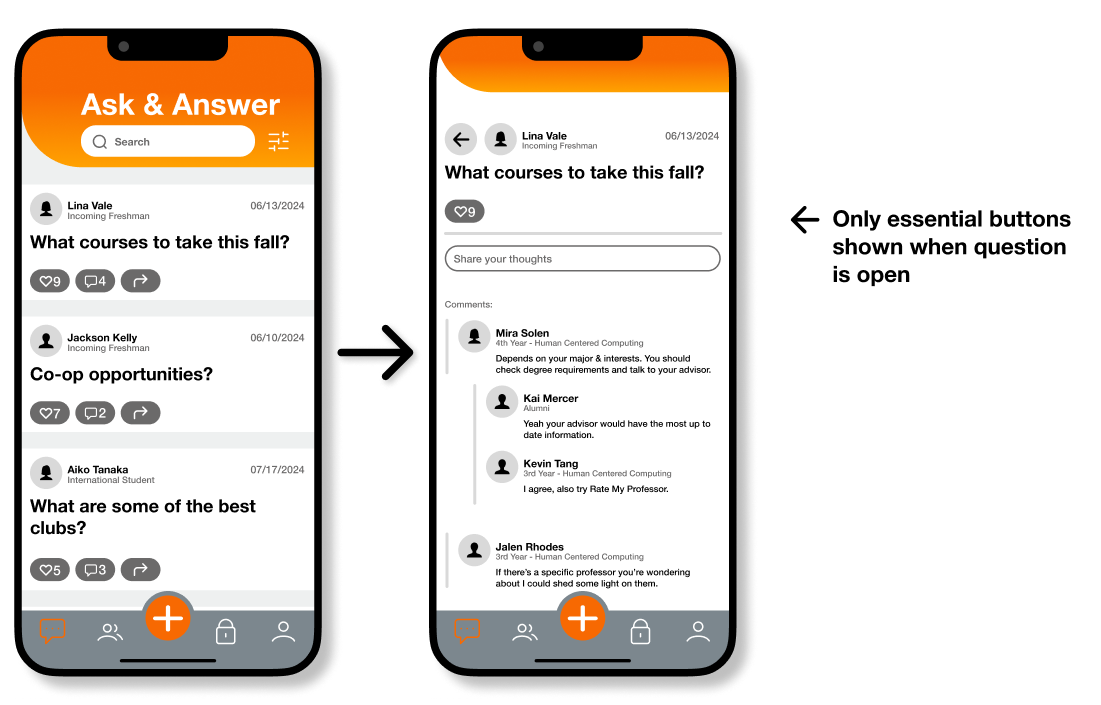 Ask & Answer
Search
Lina Vale
Incoming Freshman
06/13/2024
What courses to take this fall?
9
4
Jackson Kelly
Incoming Freshman
06/10/2024
Co-op opportunities?
7
2
Aiko Tanaka
International Student
07/17/2024
What are some of the best
clubs?
5
3
Lina Vale
Incoming Freshman
06/13/2024
What courses to take this fall?
9
Share your thoughts
Comments:
Mira Solen
4th Year - Human Centered Computing
Depends on your major & interests. You should
check degree requirements and talk to your advisor.
Kai Mercer
Alumni
Yeah your advisor would have the most up to
date information.
Kevin Tang
3rd Year - Human Centered Computing
I agree, also try Rate My Professor.
Jalen Rhodes
3rd Year - Human Centered Computing
If there's a specific professor you're wondering
about I could shed some light on them.
Only essential buttons
shown when question
is open